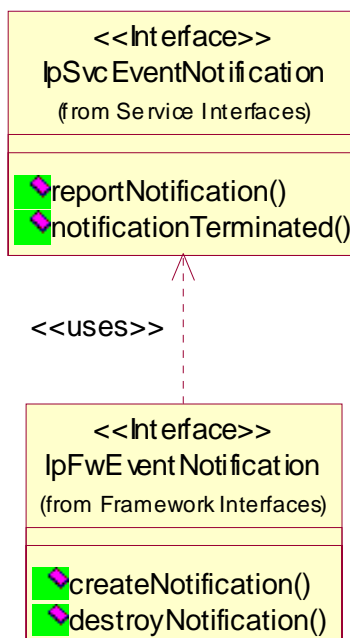 <<Interface>>
IpSvcEventNotification
(from Service Interfaces)
reportNotification()
notificationTerminated()
<<uses>>
<<Interface>>
IpFwEventNotification
(from Framework Interfaces)
createNotification()
destroyNotification()